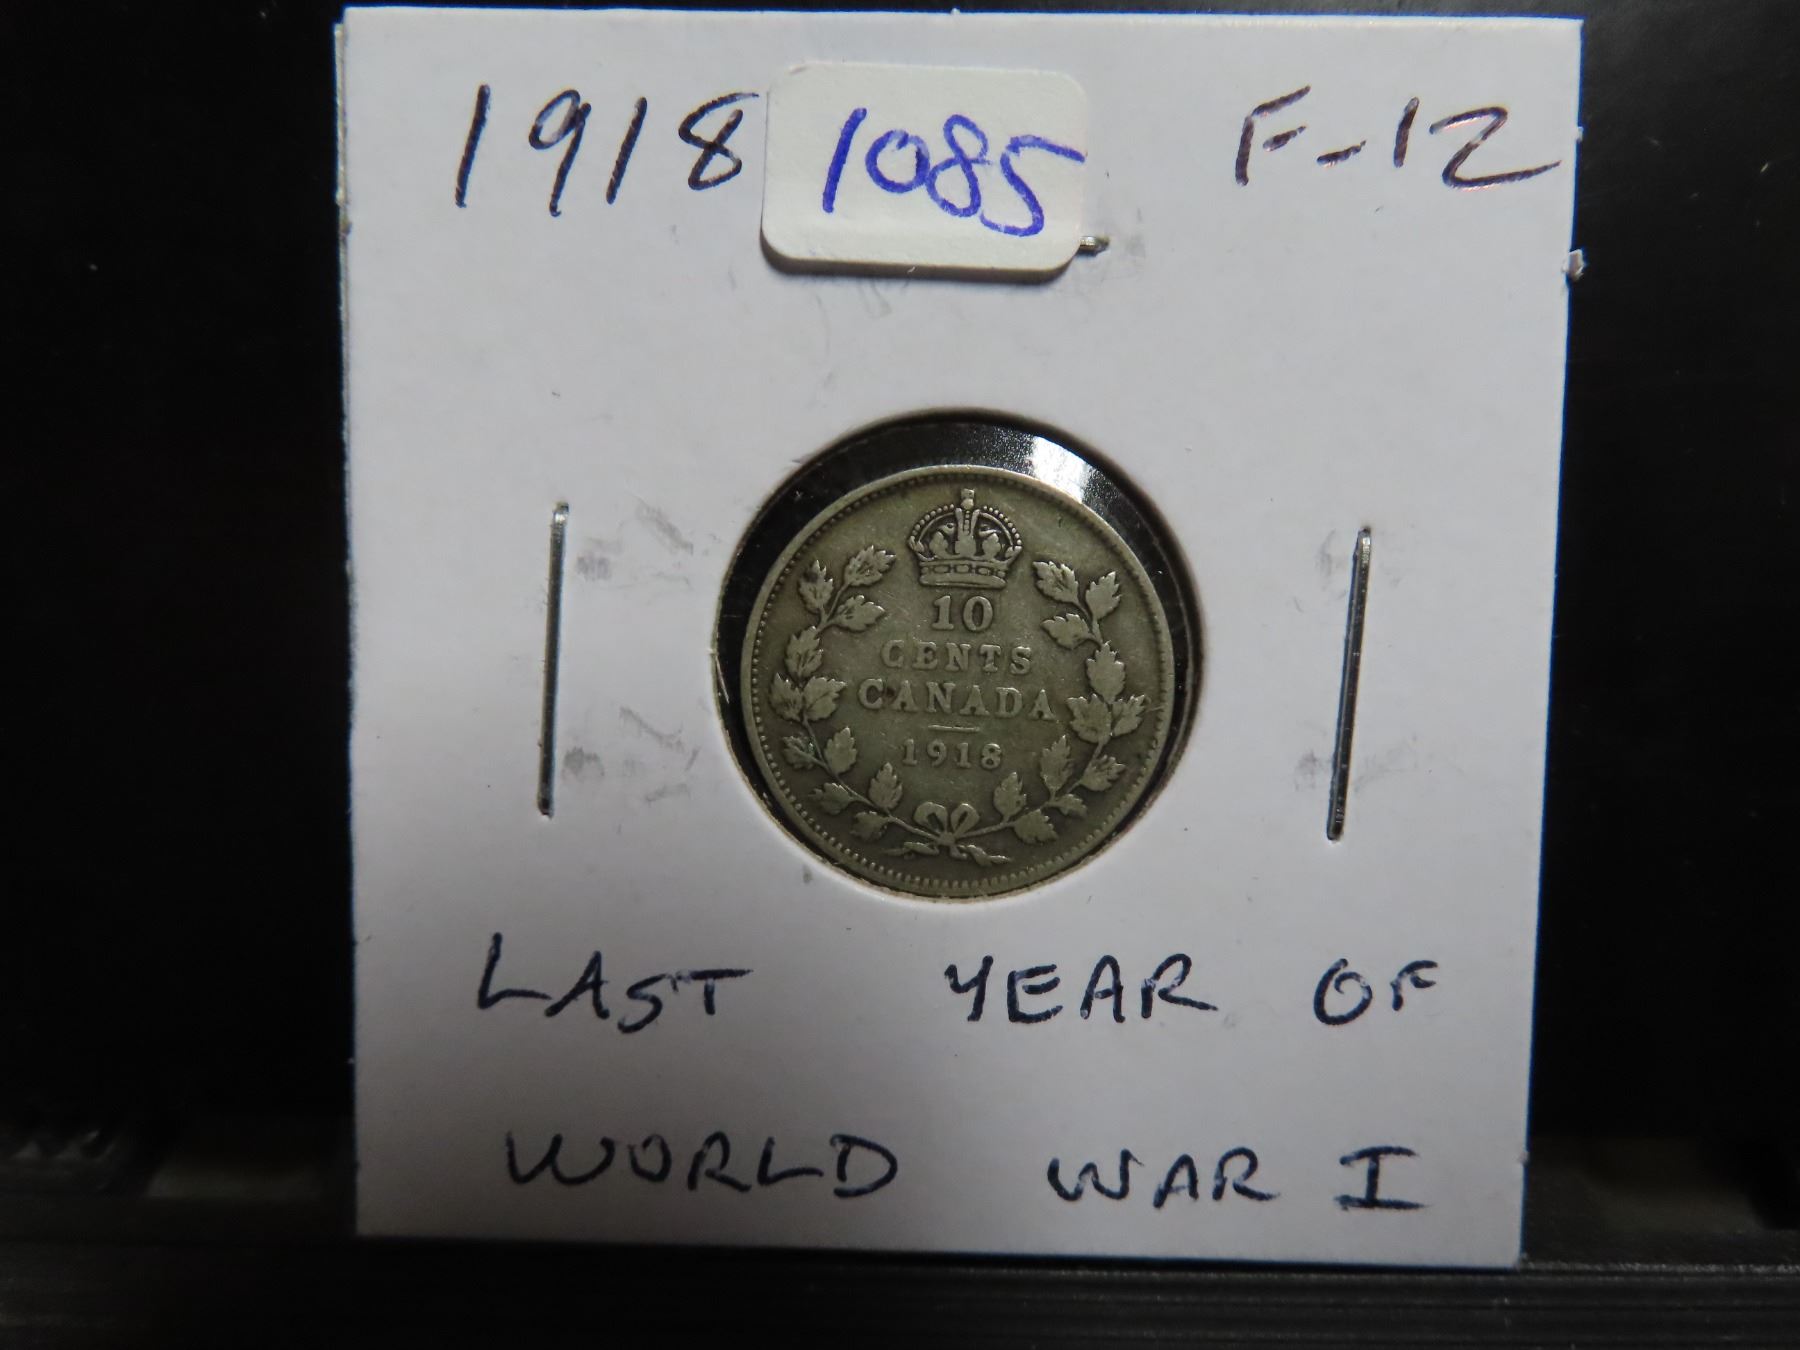 1918 1085 F-12
10
CENTS
CANADA
1918
LAST YEAR OF
WORLD WAR I